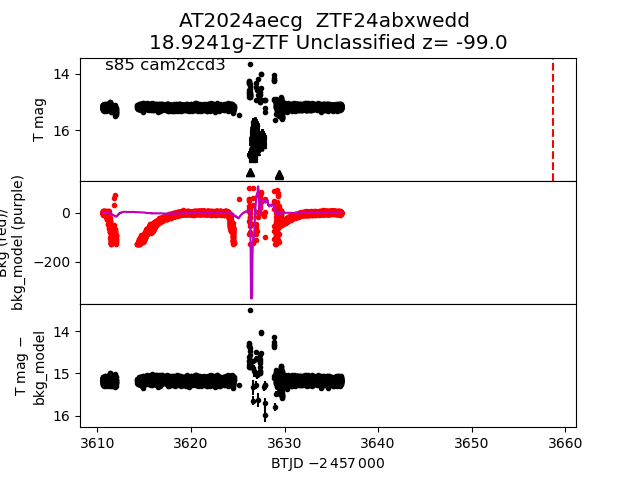 AT2024aecg  ZTF24abxwedd
18.9241g-ZTF Unclassified z= -99.0
s85 cam2ccd3
14
16
T mag
0
−200
Bkg (red)/
bkg_model (purple)
14
15
16
T mag −
bkg_model
3610 3620 3630 3640 3650 3660
BTJD −2 457 000